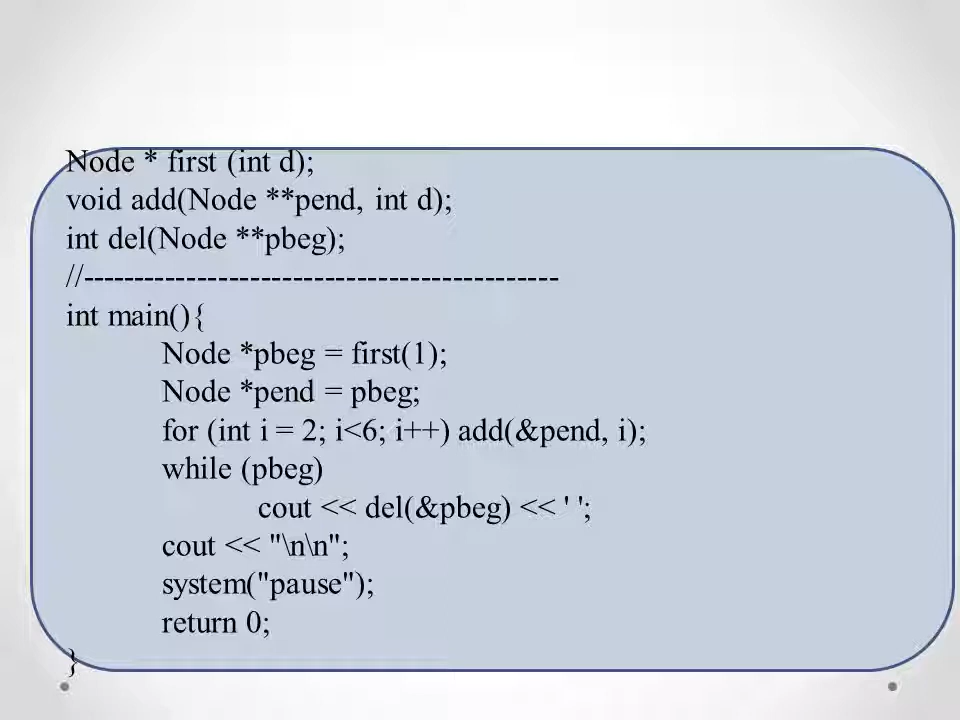 Node * first (int d);
void add(Node **pend, int d);
int del(Node **pbeg);
//-----------------------------------------------
int main(){
Node *pbeg = first(1);
Node *pend = pbeg;
for (int i = 2; i<6; i++) add(&pend, i);
while (pbeg)
cout << del(&pbeg) << ' ';
cout << "\n\n";
system("pause");
return 0;
}